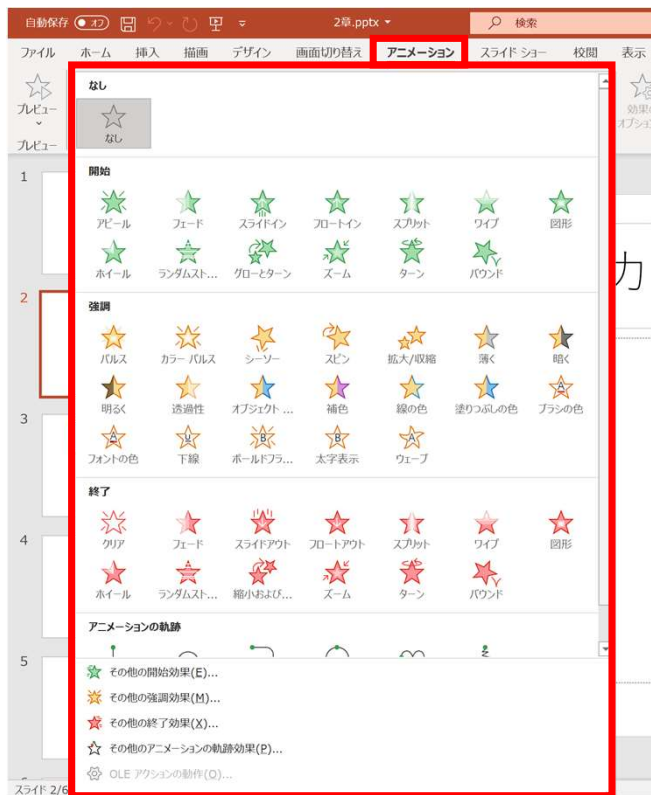 自動保存 オフ 2章.pptx 検索
ファイル ホーム 挿入 描画 デザイン 画面切り替え アニメーション スライド ショー 校閲 表示
プレビュー
プレビュー
効果の
オプション
なし
なし
開始
アピール フェード スライドイン フロートイン スプリット ワイプ 図形
ホイール ランダムスト... グローとターン ズーム ターン バウンド
強調
パルス カラー パルス シーソー スピン 拡大/収縮 薄く 暗く
明るく 透過性 オブジェクト ... 補色 線の色 塗りつぶしの色 ブラシの色
フォントの色 下線 ボールドフラ... 太字表示 ウェーブ
終了
クリア フェード スライドアウト フロートアウト スプリット ワイプ 図形
ホイール ランダムスト... 縮小および... ズーム ターン バウンド
アニメーションの軌跡
その他の開始効果(E)...
その他の強調効果(M)...
その他の終了効果(X)...
その他のアニメーションの軌跡効果(P)...
OLE アクションの動作(O)...
1
2
3
4
5
カ
スライド 2/6